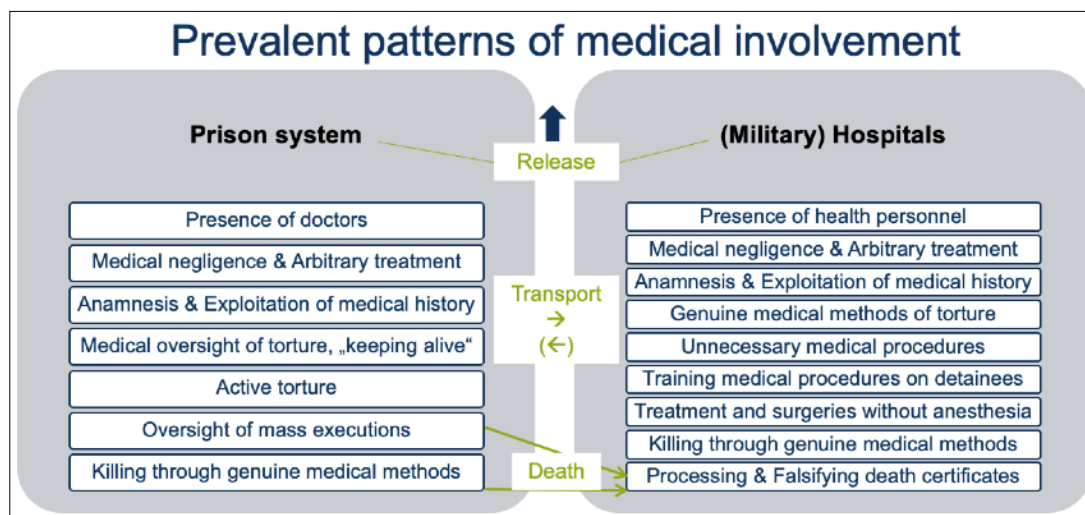 Prevalent patterns of medical involvement
Prison system
Presence of doctors
Medical negligence & Arbitrary treatment
Anamnesis & Exploitation of medical history
Medical oversight of torture, „keeping alive“
Active torture
Oversight of mass executions
Killing through genuine medical methods
Release
Transport
→
(←)
Death
(Military) Hospitals
Presence of health personnel
Medical negligence & Arbitrary treatment
Anamnesis & Exploitation of medical history
Genuine medical methods of torture
Unnecessary medical procedures
Training medical procedures on detainees
Treatment and surgeries without anesthesia
Killing through genuine medical methods
Processing & Falsifying death certificates